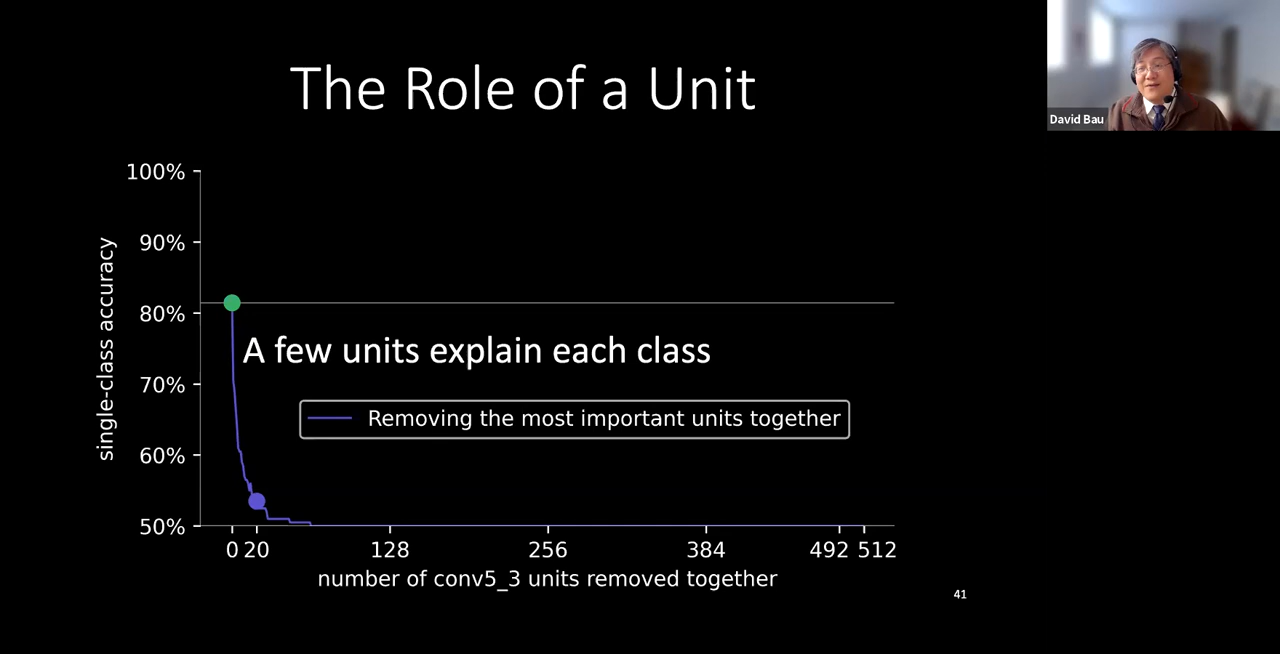 The Role of a Unit
David Bau
100%
90%
80%
70%
60%
50%
single-class accuracy
A few units explain each class
Removing the most important units together
0 20 128 256 384 492 512
number of conv5_3 units removed together
41